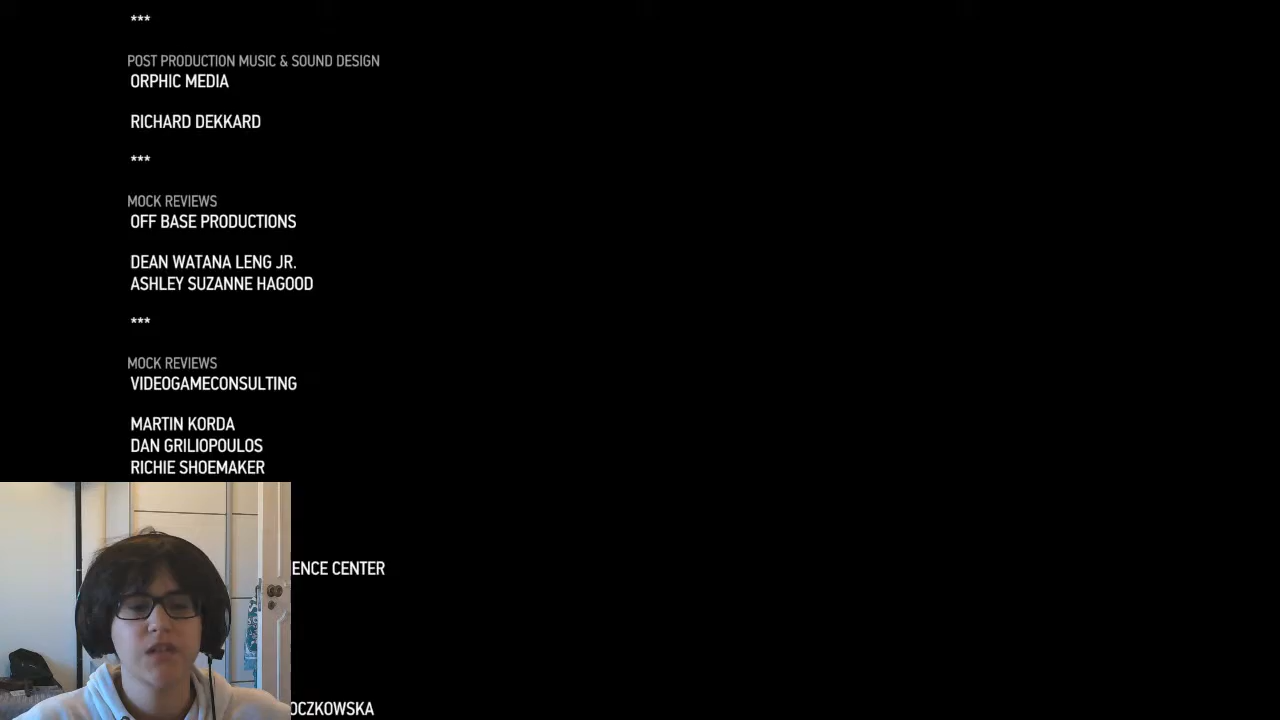 ***
POST PRODUCTION MUSIC & SOUND DESIGN
ORPHIC MEDIA
RICHARD DEKKARD
***
MOCK REVIEWS
OFF BASE PRODUCTIONS
DEAN WATANA LENG JR.
ASHLEY SUZANNE HAGOOD
***
MOCK REVIEWS
VIDEOGAMECONSULTING
MARTIN KORDA
DAN GRILIOPOULOS
RICHIE SHOEMAKER
ENCE CENTER
OCZKOWSKA